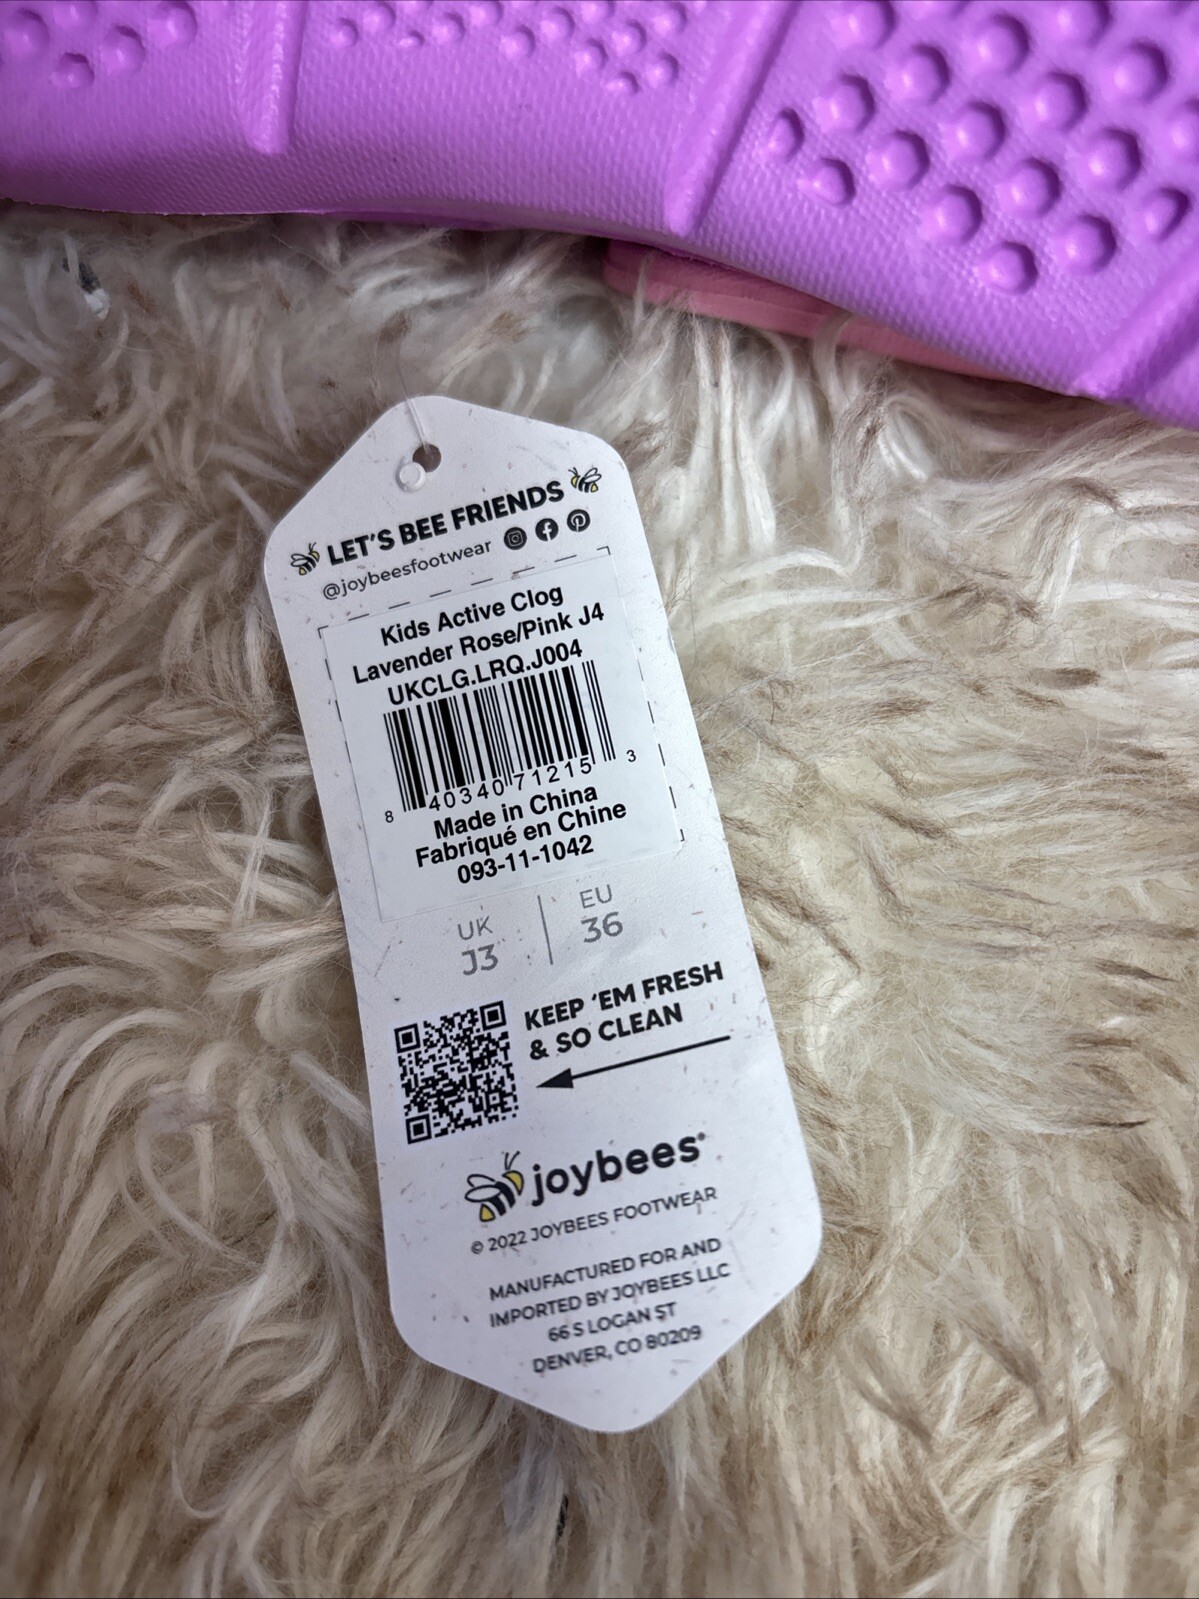 LET'S BEE FRIENDS
@joybeesfootwear
Kids Active Clog
Lavender Rose/Pink J4
UKCLG.LRQ.J004
8 40340 71215 3
Made in China
Fabriqué en Chine
093-11-1042
UK
J3
EU
36
KEEP 'EM FRESH
& SO CLEAN
joybees®
© 2022 JOYBEES FOOTWEAR
MANUFACTURED FOR AND
IMPORTED BY JOYBEES LLC
66 S LOGAN ST
DENVER, CO 80209